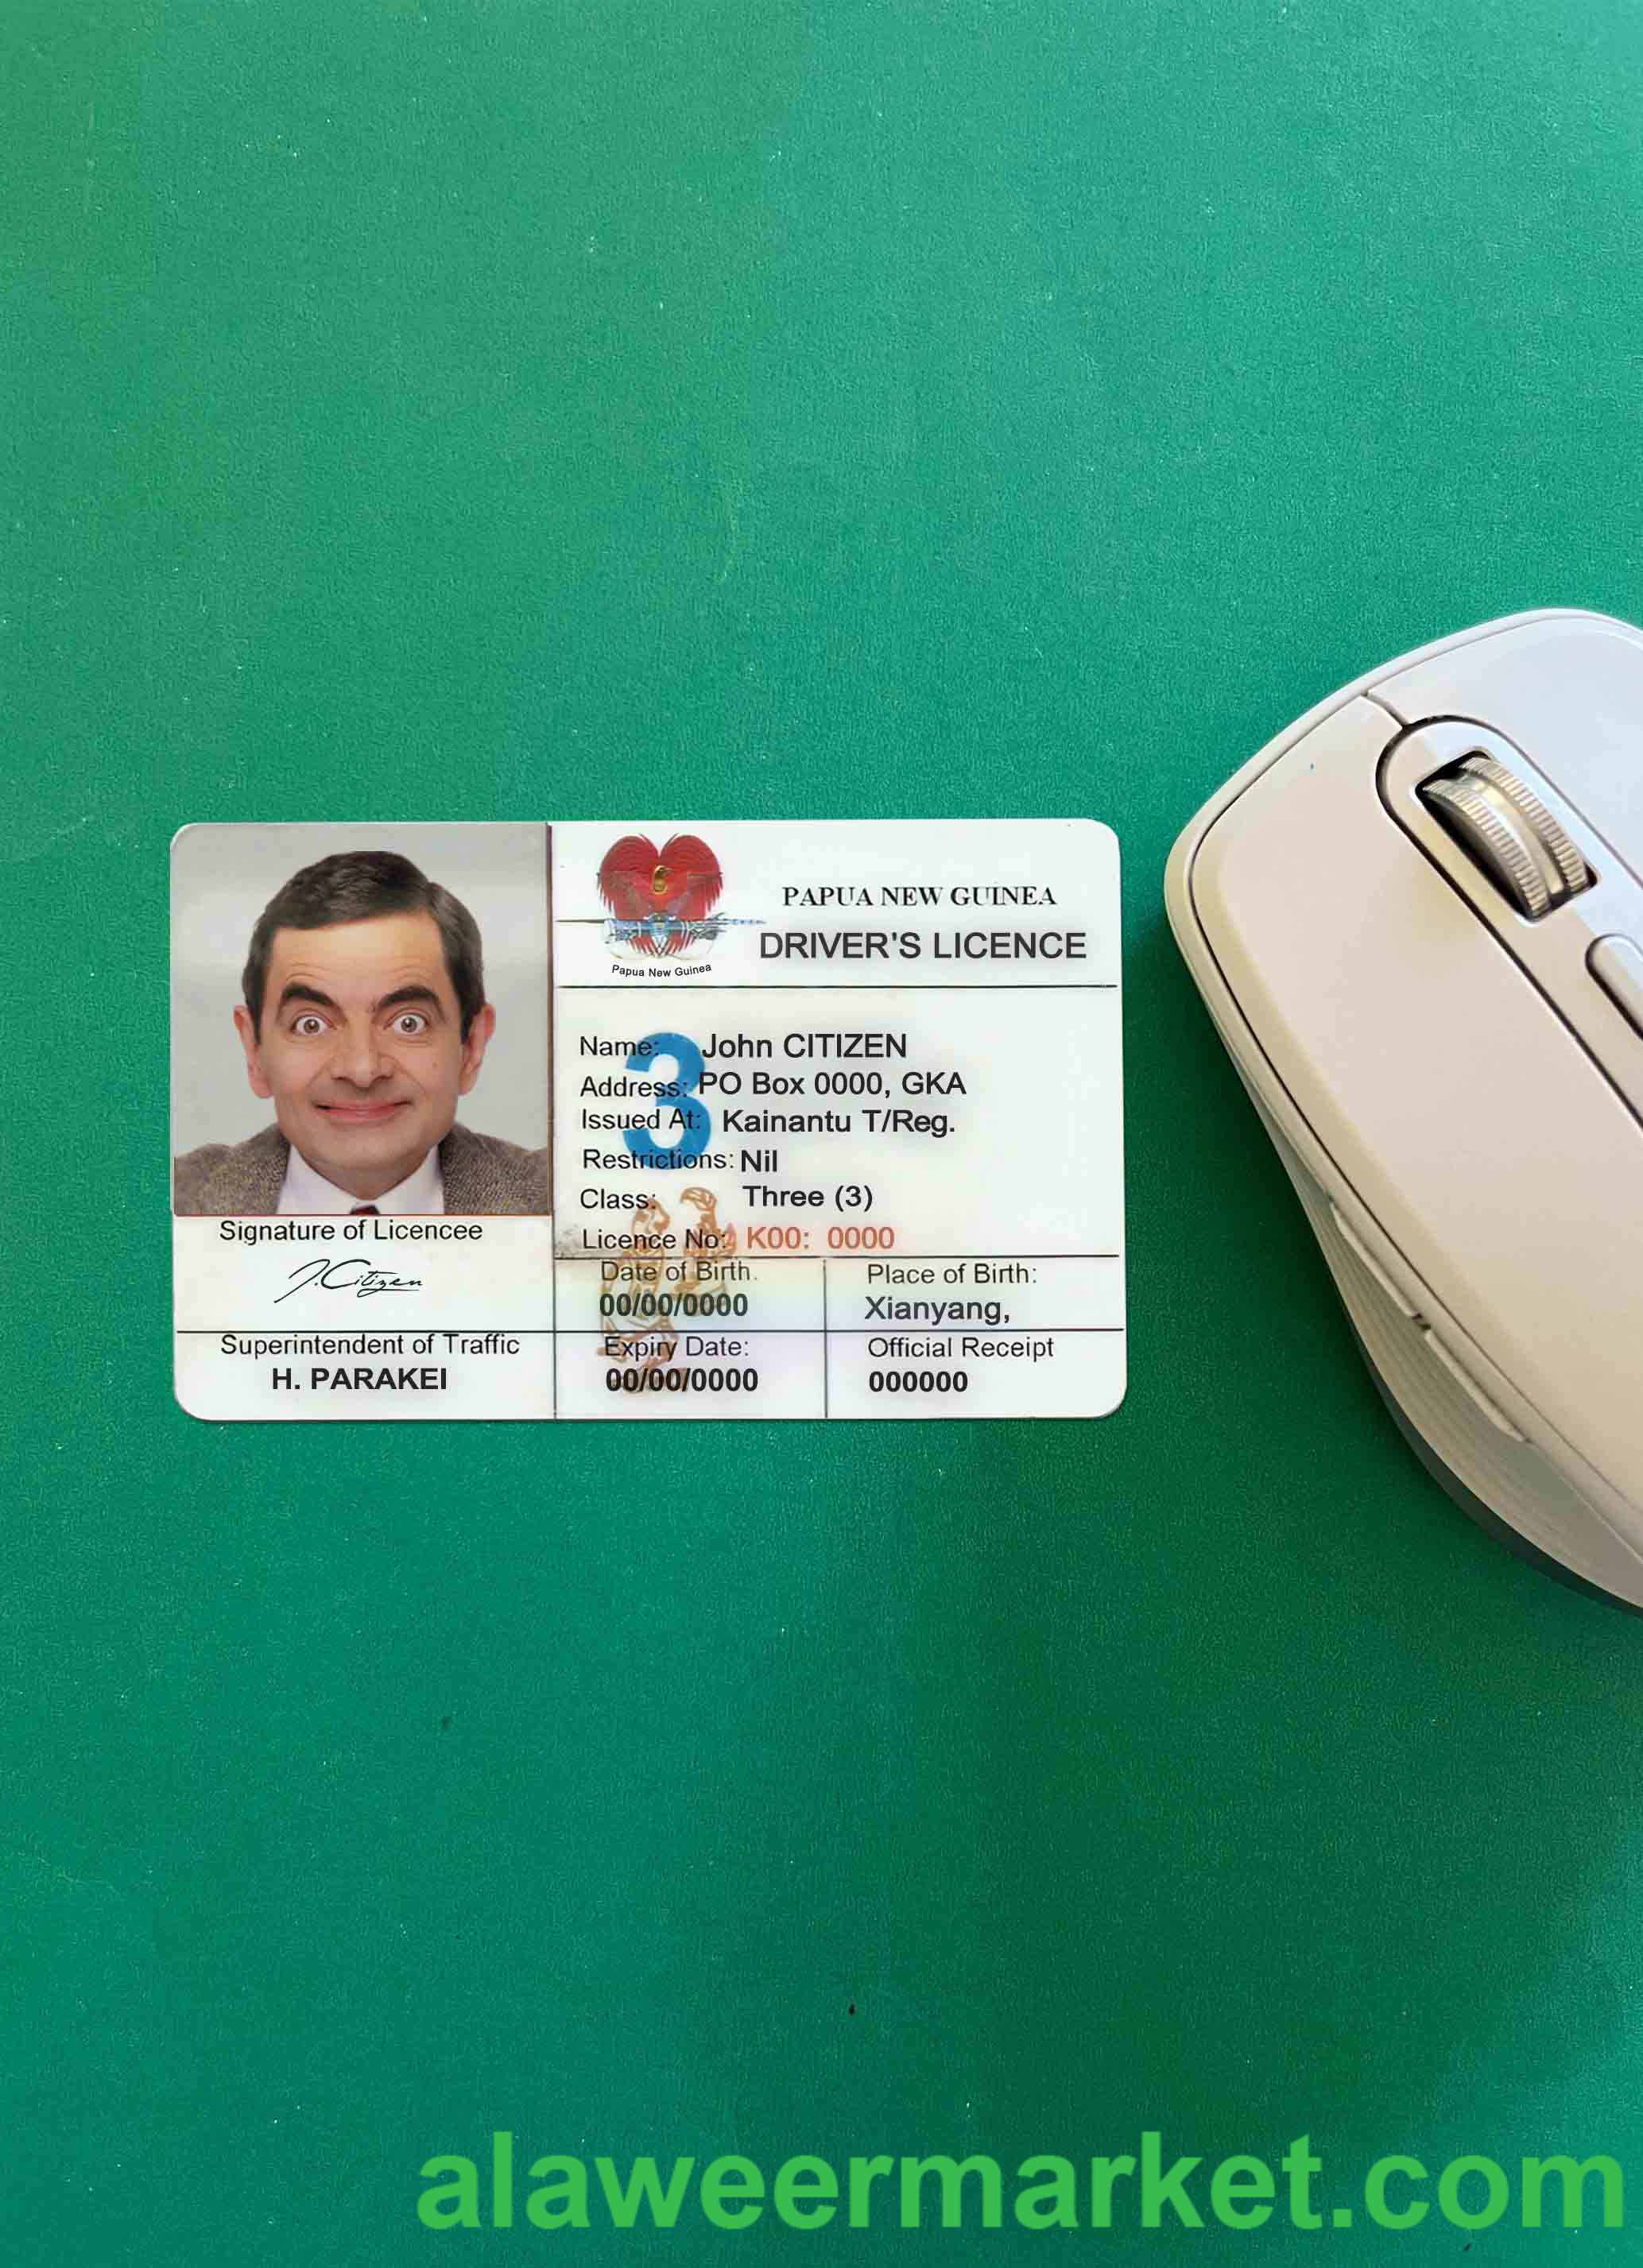 PAPUA NEW GUINEA
DRIVER'S LICENCE
Papua New Guinea
3
Name: John CITIZEN
Address: PO Box 0000, GKA
Issued At: Kainantu T/Reg.
Restrictions: Nil
Class: Three (3)
Licence No: K00: 0000
Signature of Licencee
J.Citizen
Date of Birth.
00/00/0000
Place of Birth:
Xianyang,
Superintendent of Traffic
H. PARAKEI
Expiry Date:
00/00/0000
Official Receipt
000000
alaweermarket.com